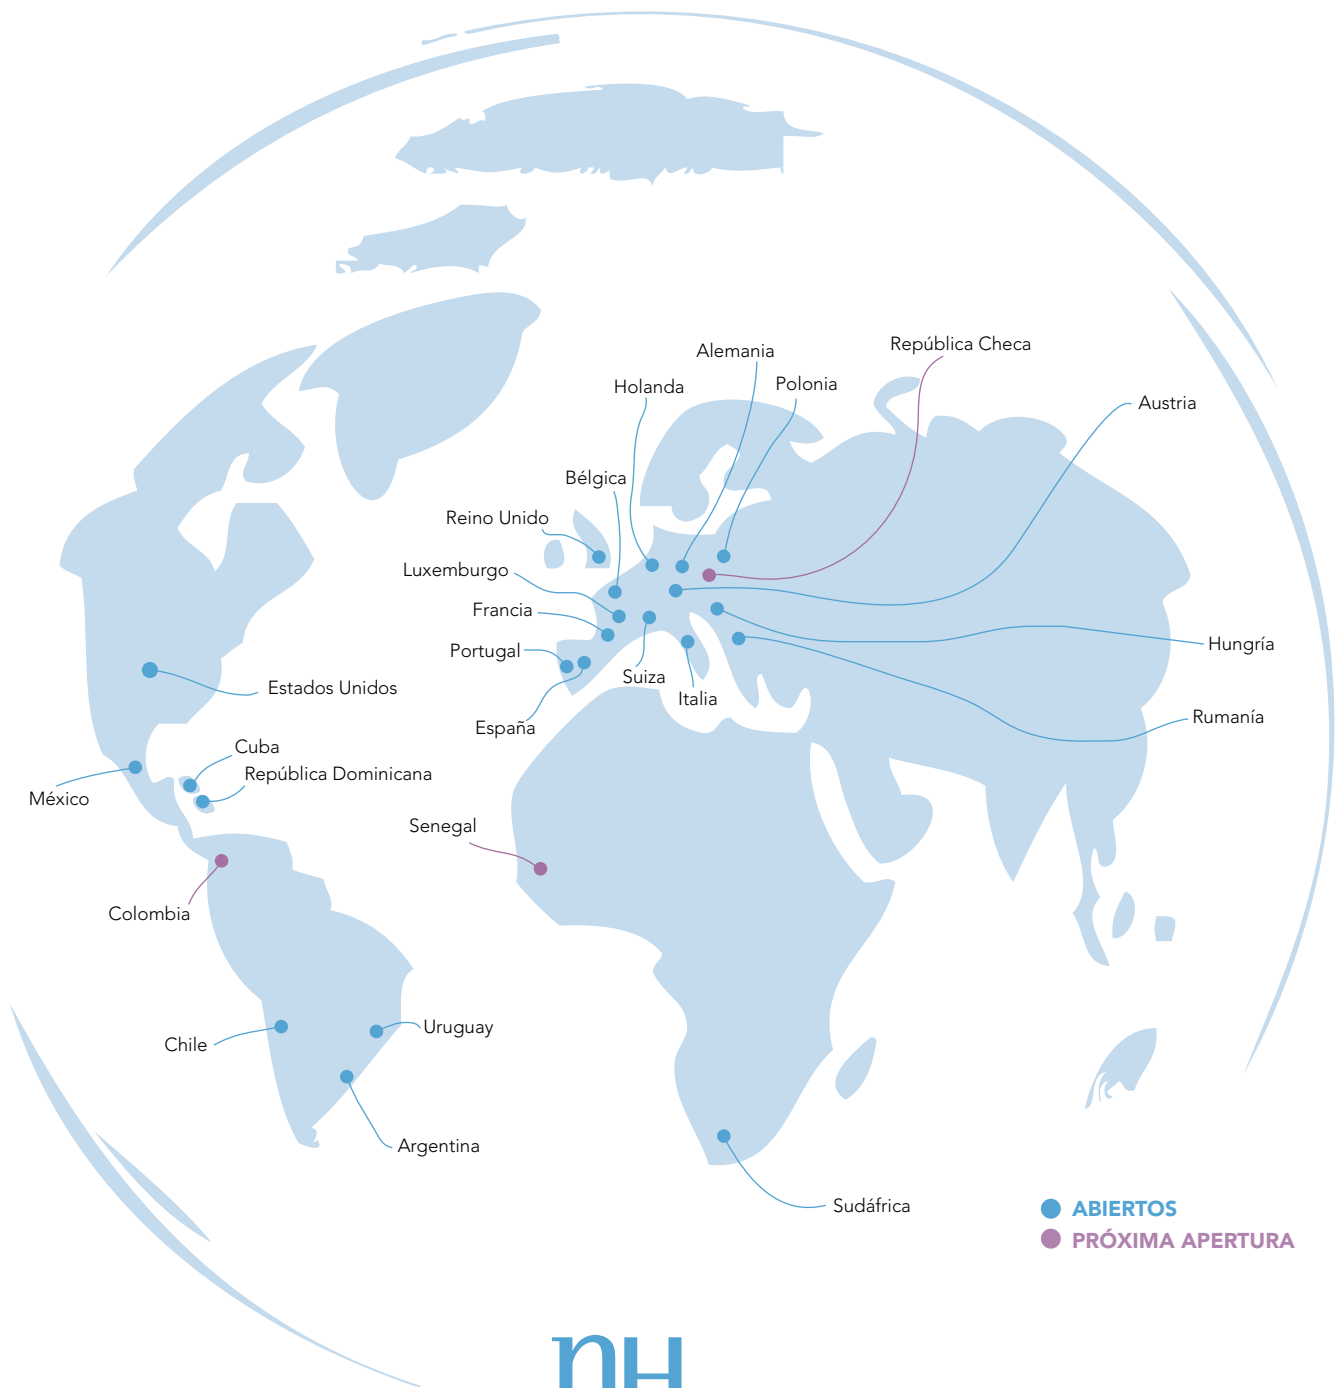 República Checa
Alemania
Polonia
Holanda
Austria
Bélgica
Reino Unido
Luxemburgo
Francia
Portugal
Hungría
Suiza
Estados Unidos
Italia
Rumanía
España
Cuba
República Dominicana
México
Senegal
Colombia
Uruguay
Chile
Argentina
Sudáfrica
ABIERTOS
PRÓXIMA APERTURA
nH